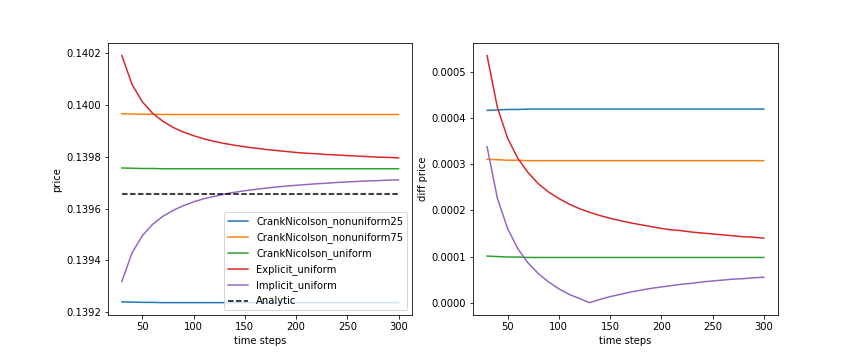 price
0.1402
0.1400
0.1398
0.1396
0.1394
0.1392
50
100
150
200
250
300
time steps
CrankNicolson_nonuniform25
CrankNicolson_nonuniform75
CrankNicolson_uniform
Explicit_uniform
Implicit_uniform
Analytic
diff price
0.0005
0.0004
0.0003
0.0002
0.0001
0.0000
50
100
150
200
250
300
time steps